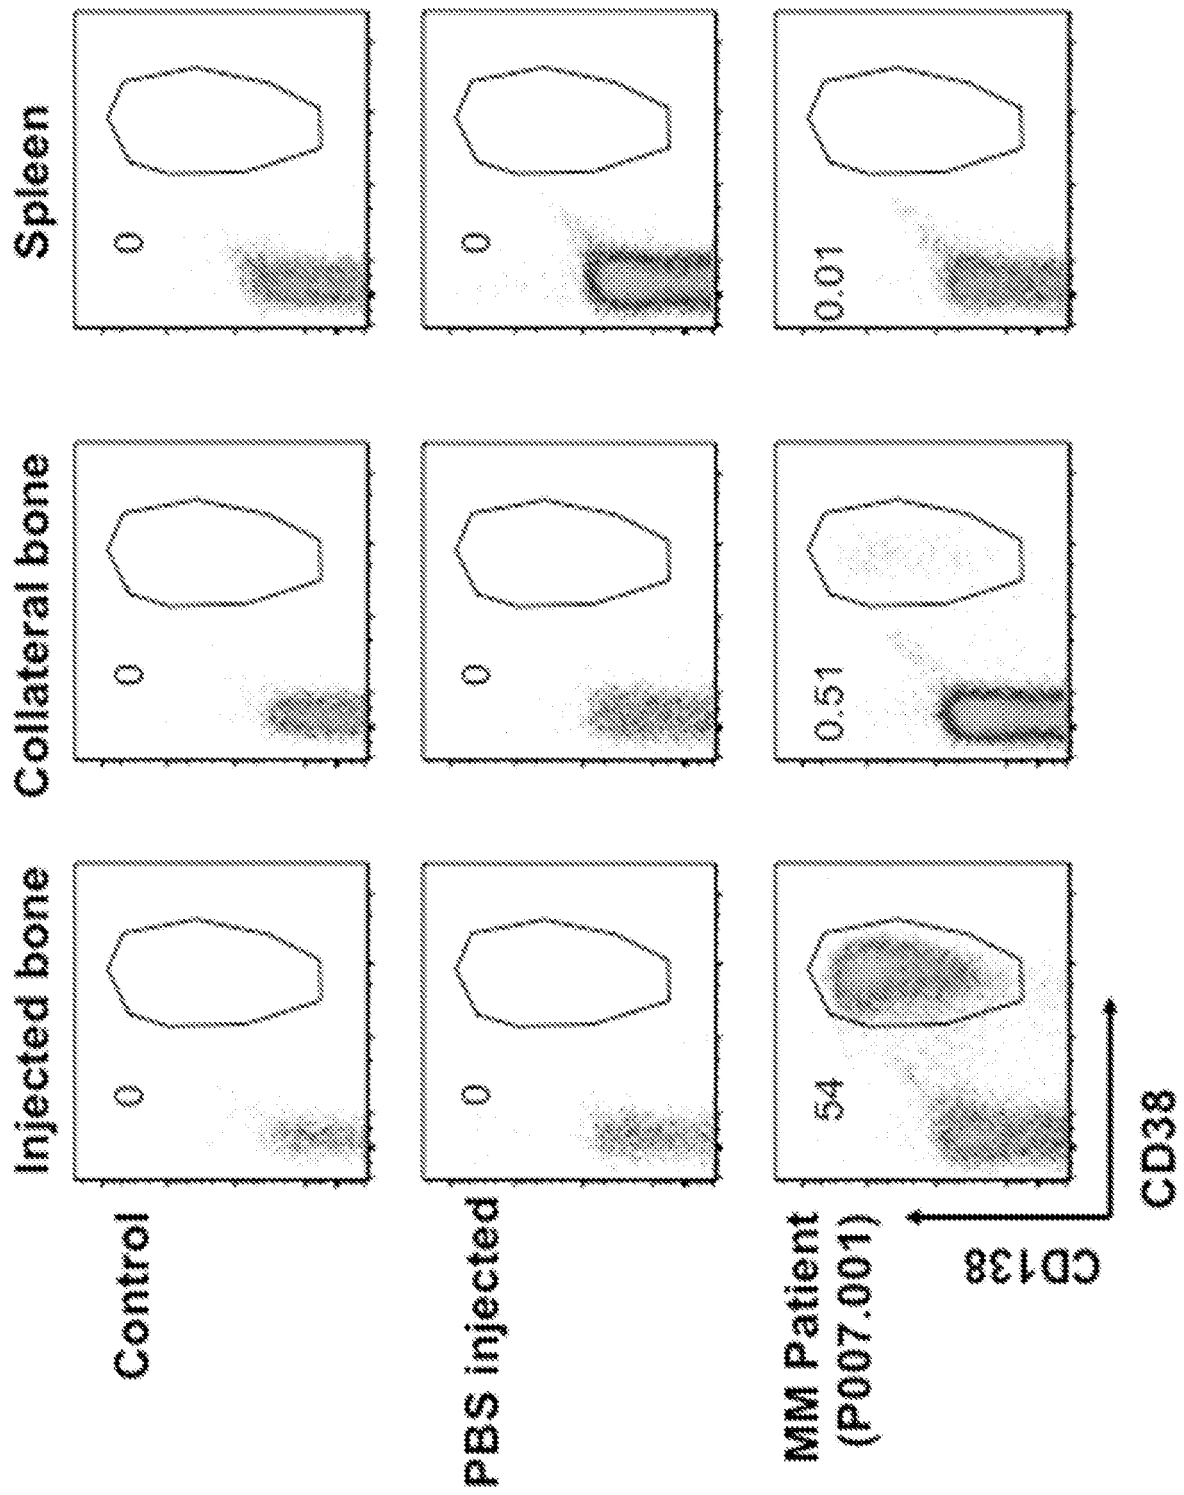 Injected bone
Collateral bone
Spleen
Control
0
0
0
PBS injected
0
0
0
MM Patient
(P007.001)
54
0.51
0.01
CD138
CD38